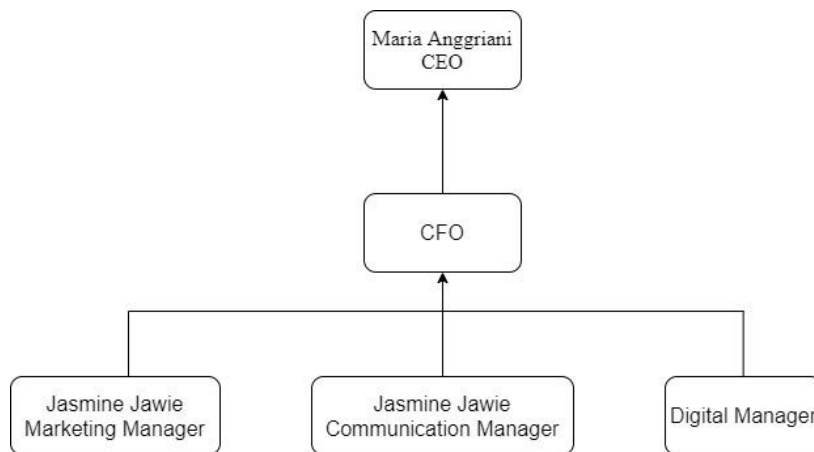 Maria Anggriani
CEO
CFO
Jasmine Jawie
Marketing Manager
Jasmine Jawie
Communication Manager
Digital Manager